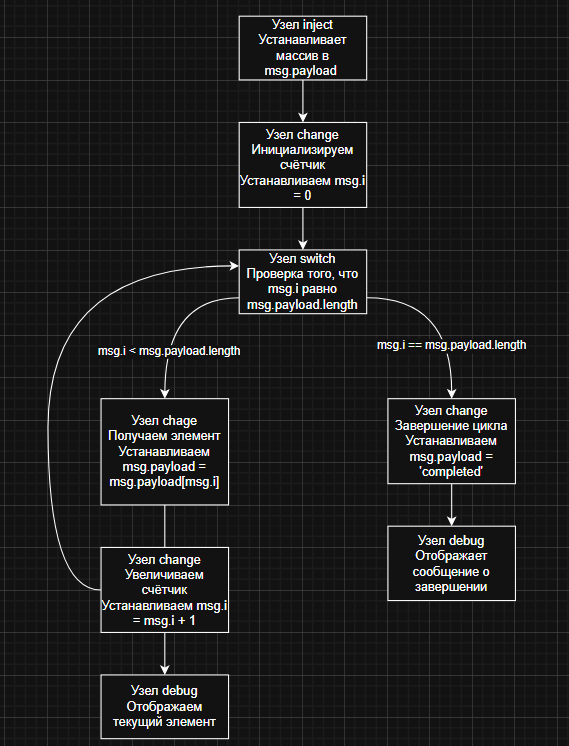 Узел inject
Устанавливает
массив в
msg.payload
Узел change
Инициализируем
счётчик
Устанавливаем msg.i
= 0
Узел switch
Проверка того, что
msg.i равно
msg.payload.length
msg.i < msg.payload.length
msg.i == msg.payload.length
Узел chage
Получаем элемент
Устанавливаем
msg.payload =
msg.payload[msg.i]
Узел change
Завершение цикла
Устанавливаем
msg.payload =
'completed'
Узел change
Увеличиваем
счётчик
Устанавливаем msg.i
= msg.i + 1
Узел debug
Отображает
сообщение о
завершении
Узел debug
Отображаем
текущий элемент